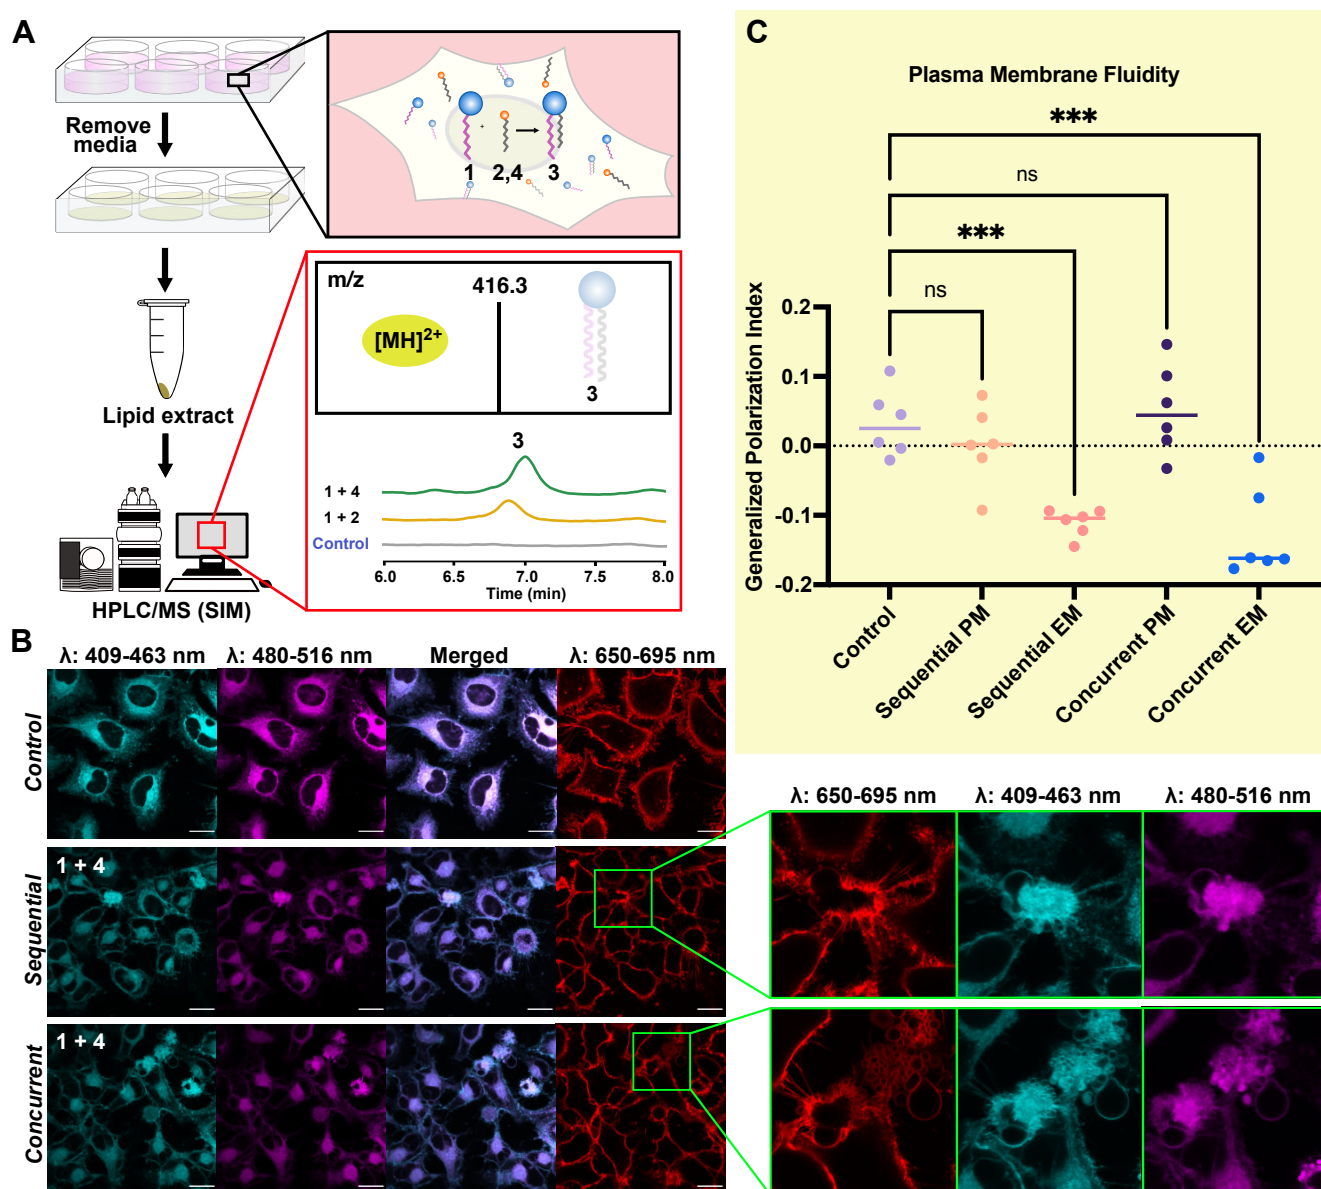 A
Remove
media
Lipid extract
HPLC/MS (SIM)
+
1 2,4 3
m/z
416.3
[MH]2+
3
3
1 + 4
1 + 2
Control
6.0 6.5 7.0 7.5 8.0
Time (min)
C
Plasma Membrane Fluidity
***
ns
***
ns
Generalized Polarization Index
0.2
0.1
0.0
-0.1
-0.2
Control
Sequential PM
Sequential EM
Concurrent PM
Concurrent EM
B
λ: 409-463 nm λ: 480-516 nm Merged λ: 650-695 nm
Control
Sequential
1 + 4
Concurrent
1 + 4
λ: 650-695 nm λ: 409-463 nm λ: 480-516 nm